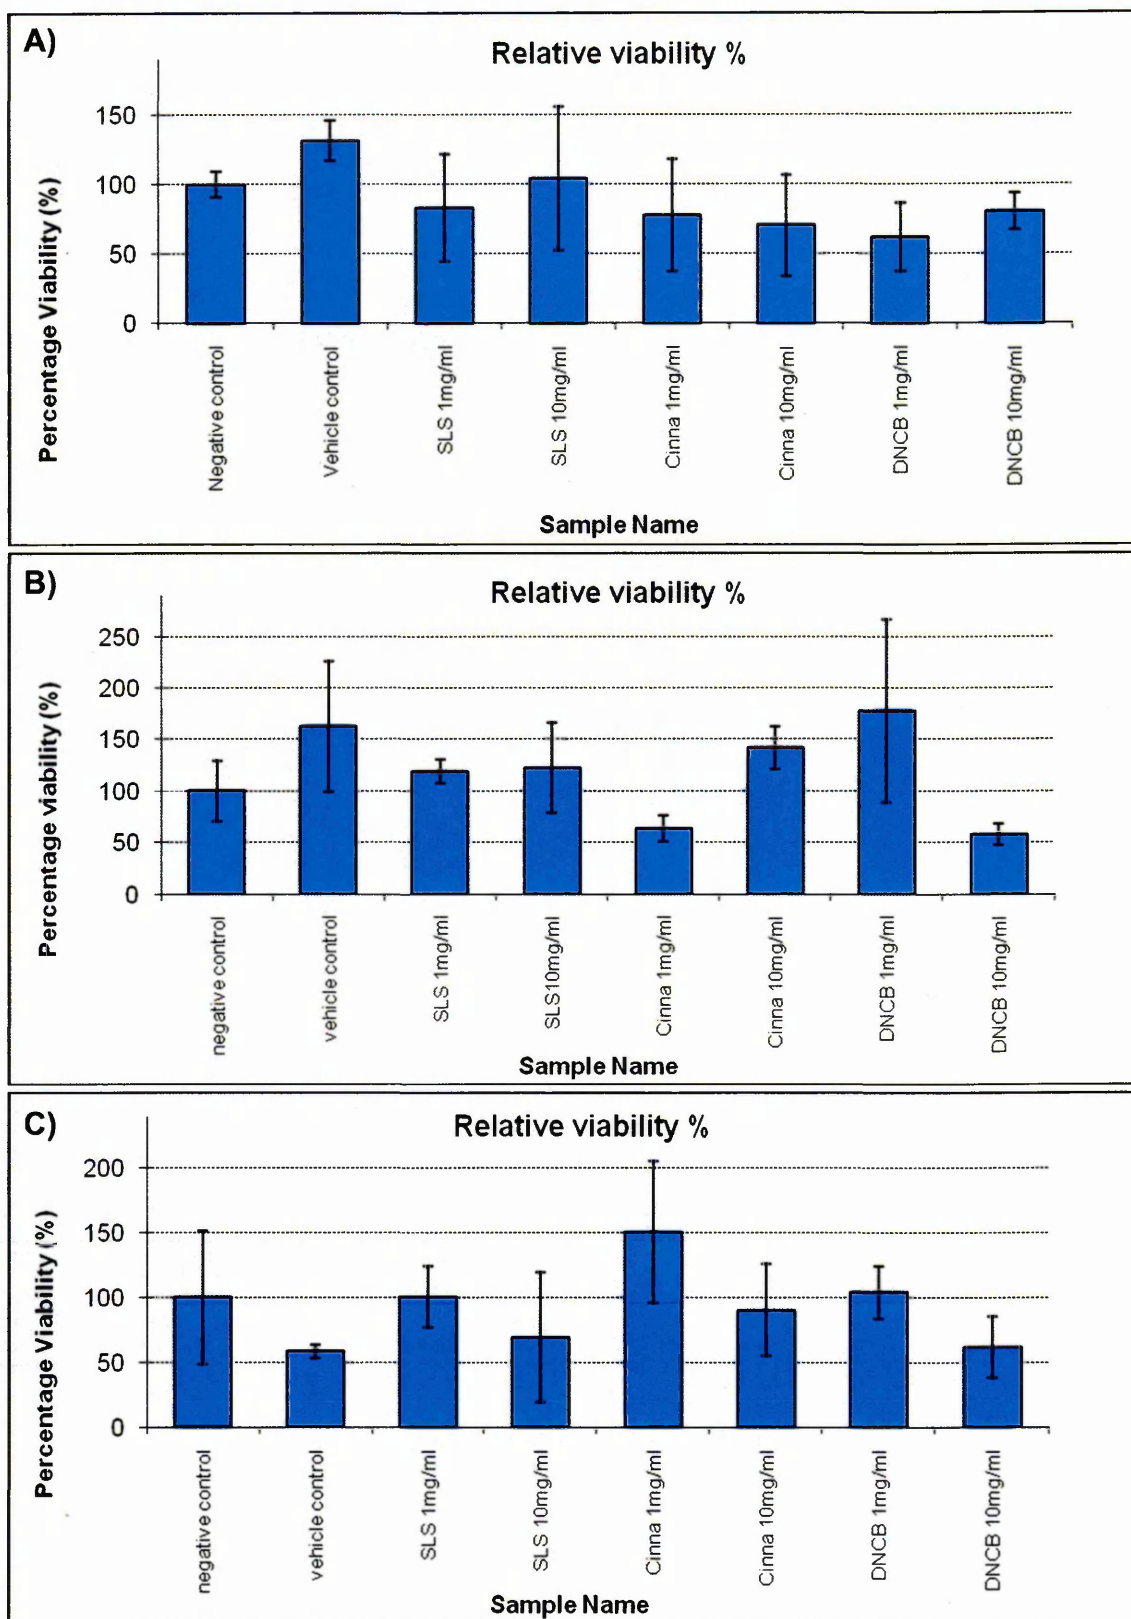 A)
Relative viability %
Percentage Viability (%)
150
100
50
0
Negative control
Vehicle control
SLS 1mg/ml
SLS 10mg/ml
Cinna 1mg/ml
Cinna 10mg/ml
DNCB 1mg/ml
DNCB 10mg/ml
Sample Name
B)
Relative viability %
Percentage viability (%)
250
200
150
100
50
0
negative control
vehicle control
SLS 1mg/ml
SLS10mg/ml
Cinna 1mg/ml
Cinna 10mg/ml
DNCB 1mg/ml
DNCB 10mg/ml
Sample Name
C)
Relative viability %
Percentage Viability (%)
200
150
100
50
0
negative control
vehicle control
SLS 1mg/ml
SLS 10mg/ml
Cinna 1mg/ml
Cinna 10mg/ml
DNCB 1mg/ml
DNCB 10mg/ml
Sample Name